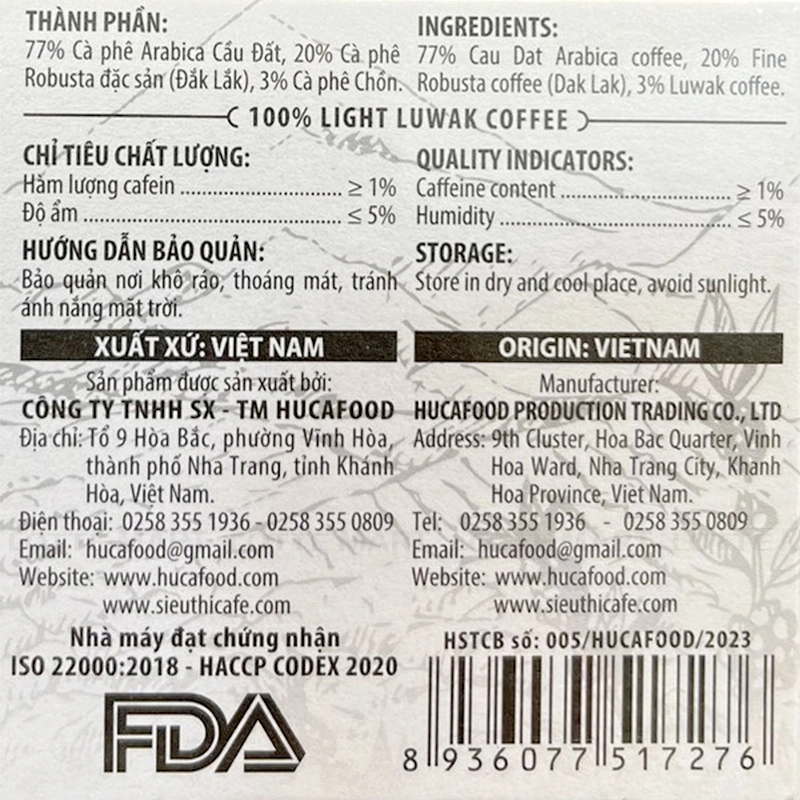 THÀNH PHẦN:
77% Cà phê Arabica Cầu Đất, 20% Cà phê
Robusta đặc sản (Đắk Lắk), 3% Cà phê Chồn.
INGREDIENTS:
77% Cau Dat Arabica coffee, 20% Fine
Robusta coffee (Dak Lak), 3% Luwak coffee.
100% LIGHT LUWAK COFFEE
CHỈ TIÊU CHẤT LƯỢNG:
Hàm lượng cafein ............................ ≥ 1%
Độ ẩm ............................................. ≤ 5%
HƯỚNG DẪN BẢO QUẢN:
Bảo quản nơi khô ráo, thoáng mát, tránh
ánh nắng mặt trời.
QUALITY INDICATORS:
Caffeine content ............................. ≥ 1%
Humidity ....................................... ≤ 5%
STORAGE:
Store in dry and cool place, avoid sunlight.
XUẤT XỨ: VIỆT NAM
Sản phẩm được sản xuất bởi:
CÔNG TY TNHH SX - TM HUCAFOOD
Địa chỉ: Tổ 9 Hòa Bắc, phường Vĩnh Hòa,
thành phố Nha Trang, tỉnh Khánh
Hòa, Việt Nam.
Điện thoại: 0258 355 1936 - 0258 355 0809
Email: hucafood@gmail.com
Website: www.hucafood.com
www.sieuthicafe.com
Nhà máy đạt chứng nhận
ISO 22000:2018 - HACCP CODEX 2020
FDA
ORIGIN: VIETNAM
Manufacturer:
HUCAFOOD PRODUCTION TRADING CO., LTD
Address: 9th Cluster, Hoa Bac Quarter, Vinh
Hoa Ward, Nha Trang City, Khanh
Hoa Province, Viet Nam.
Tel: 0258 355 1936 - 0258 355 0809
Email: hucafood@gmail.com
Website: www.hucafood.com
www.sieuthicafe.com
HSTCB số: 005/HUCAFOOD/2023
8 936077 517276